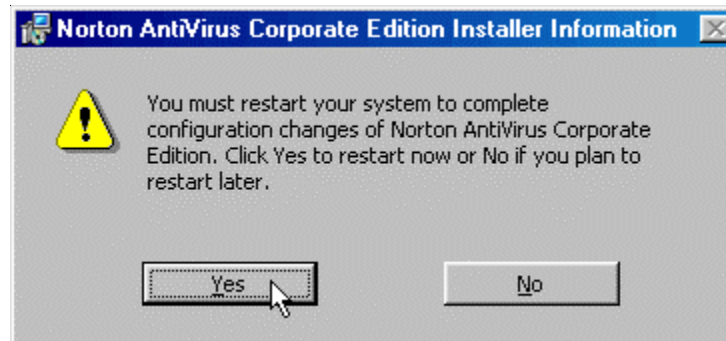 Norton AntiVirus Corporate Edition Installer Information
You must restart your system to complete
configuration changes of Norton AntiVirus Corporate
Edition. Click Yes to restart now or No if you plan to
restart later.
Yes
No